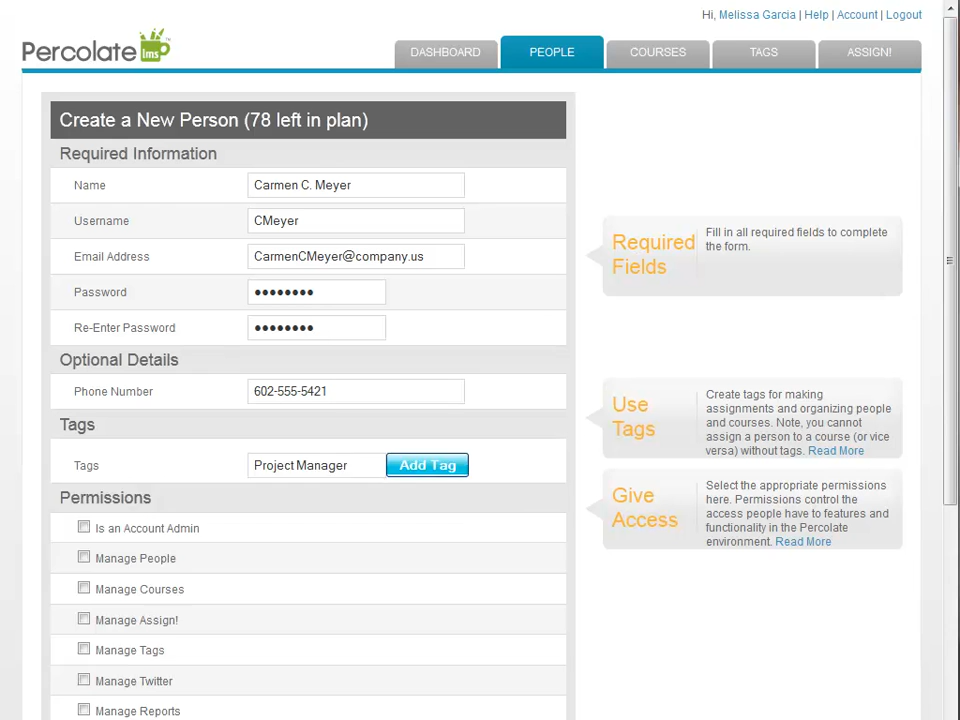 Hi, Melissa Garcia | Help | Account | Logout
Percolate lms
DASHBOARD PEOPLE COURSES TAGS ASSIGN!
Create a New Person (78 left in plan)
Required Information
Name Carmen C. Meyer
Username CMeyer
Email Address CarmenCMeyer@company.us
Password ••••••••
Re-Enter Password ••••••••
Optional Details
Phone Number 602-555-5421
Tags
Tags Project Manager Add Tag
Permissions
Is an Account Admin
Manage People
Manage Courses
Manage Assign!
Manage Tags
Manage Twitter
Manage Reports
Required
Fields
Fill in all required fields to complete
the form.
Use
Tags
Create tags for making
assignments and organizing people
and courses. Note, you cannot
assign a person to a course (or vice
versa) without tags. Read More
Give
Access
Select the appropriate permissions
here. Permissions control the
access people have to features and
functionality in the Percolate
environment. Read More